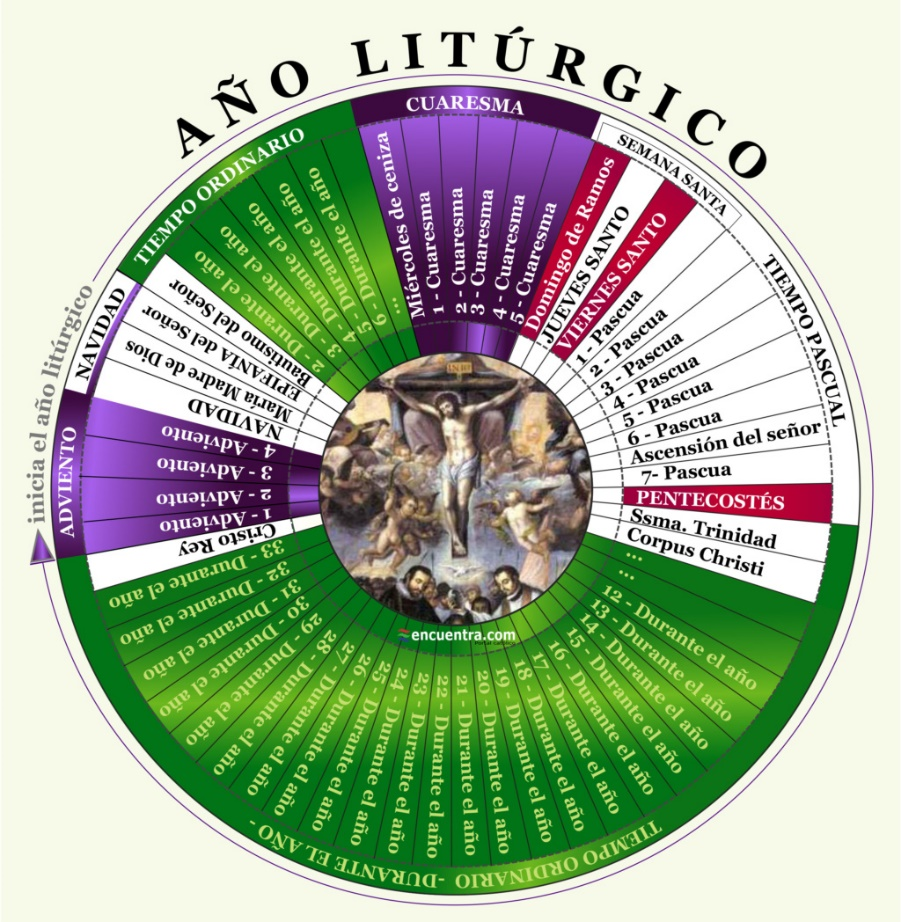 AÑO LITÚRGICO
inicia el año litúrgico
ADVIENTO
1 - Adviento
2 - Adviento
3 - Adviento
4 - Adviento
NAVIDAD
NAVIDAD
María Madre de Dios
EPIFANÍA del Señor
Bautismo del Señor
TIEMPO ORDINARIO
2 - Durante el año
3 - Durante el año
4 - Durante el año
5 - Durante el año
6 - Durante el año
...
CUARESMA
Miércoles de ceniza
1 - Cuaresma
2 - Cuaresma
3 - Cuaresma
4 - Cuaresma
5 - Cuaresma
SEMANA SANTA
Domingo de Ramos
JUEVES SANTO
VIERNES SANTO
TIEMPO PASCUAL
1 - Pascua
2 - Pascua
3 - Pascua
4 - Pascua
5 - Pascua
6 - Pascua
Ascensión del señor
7- Pascua
PENTECOSTÉS
Ssma. Trinidad
Corpus Christi
...
...
12 - Durante el año
13 - Durante el año
14 - Durante el año
15 - Durante el año
16 - Durante el año
17 - Durante el año
18 - Durante el año
19 - Durante el año
20 - Durante el año
21 - Durante el año
22 - Durante el año
23 - Durante el año
24 - Durante el año
25 - Durante el año
26 - Durante el año
27 - Durante el año
28 - Durante el año
29 - Durante el año
30 - Durante el año
31 - Durante el año
32 - Durante el año
33 - Durante el año
Cristo Rey
TIEMPO ORDINARIO -DURANTE EL AÑO -
INRI
encuentra.com